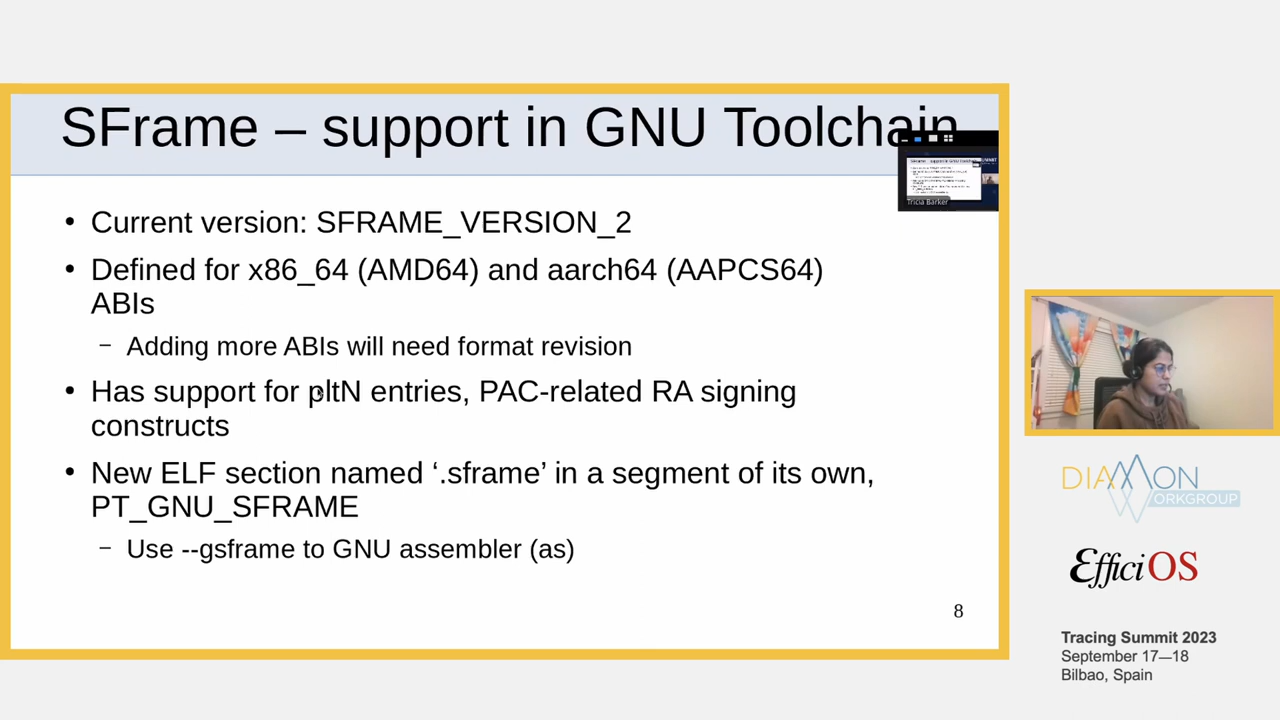 SFrame – support in GNU Toolchain
• Current version: SFRAME_VERSION_2
• Defined for x86_64 (AMD64) and aarch64 (AAPCS64)
ABIs
– Adding more ABIs will need format revision
• Has support for pltN entries, PAC-related RA signing
constructs
• New ELF section named ‘.sframe’ in a segment of its own,
PT_GNU_SFRAME
– Use --gsframe to GNU assembler (as)
8
Tricia Barker
DIAMON
WORKGROUP
EfficiOS
Tracing Summit 2023
September 17—18
Bilbao, Spain